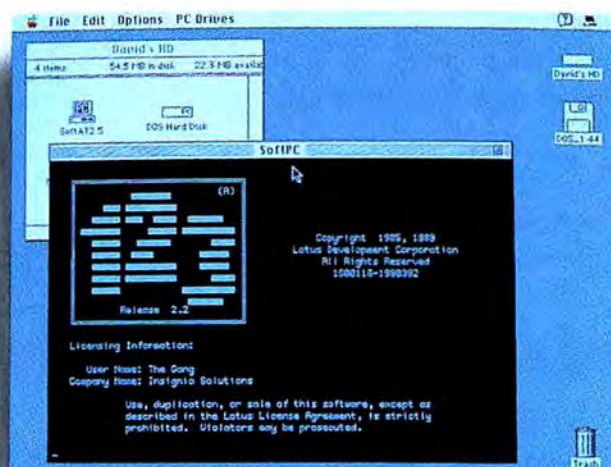 File Edit Options PC Drives
David's HD
4 items 54.5 MB in disk 22.3 MB availab
SoftAT2.5 DOS Hard Disk
David's HD
DOS_1-44
SoftPC
(R)
Release 2.2
Copyright 1985, 1989
Lotus Development Corporation
All Rights Reserved
Licensing Information:
User Name: The Gang
Company Name: Insignia Solutions
Use, duplication, or sale of this software, except as
described in the Lotus License Agreement, is strictly
prohibited. Violators may be prosecuted.
Trash